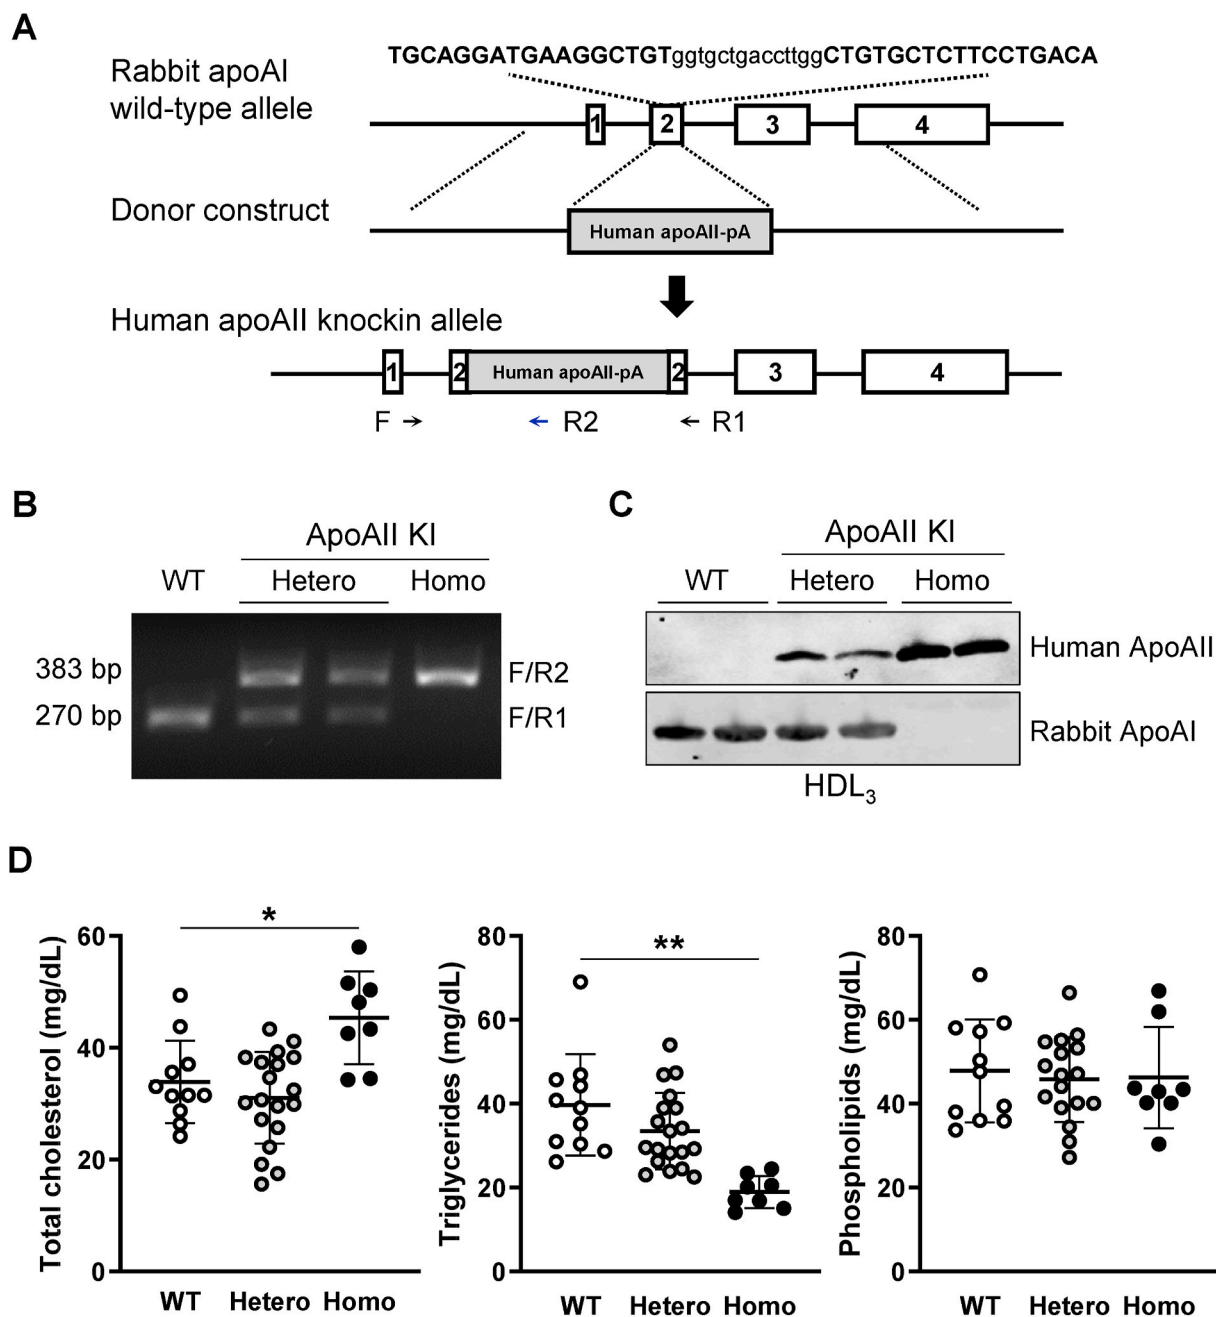 A
TGCAGGATGAAGGCTGTggtgctgaccttggCTGTGCTCTTCCTGACA
Rabbit apoAI
wild-type allele
1 2 3 4
Donor construct
Human apoAII-pA
Human apoAII knockin allele
1 2 Human apoAII-pA 2 3 4
F R2 R1
B
ApoAII KI
WT Hetero Homo
383 bp F/R2
270 bp F/R1
C
ApoAII KI
WT Hetero Homo
Human ApoAII
Rabbit ApoAI
HDL3
D
Total cholesterol (mg/dL)
60
40
20
0
*
WT Hetero Homo
Triglycerides (mg/dL)
80
60
40
20
0
**
WT Hetero Homo
Phospholipids (mg/dL)
80
60
40
20
0
WT Hetero Homo